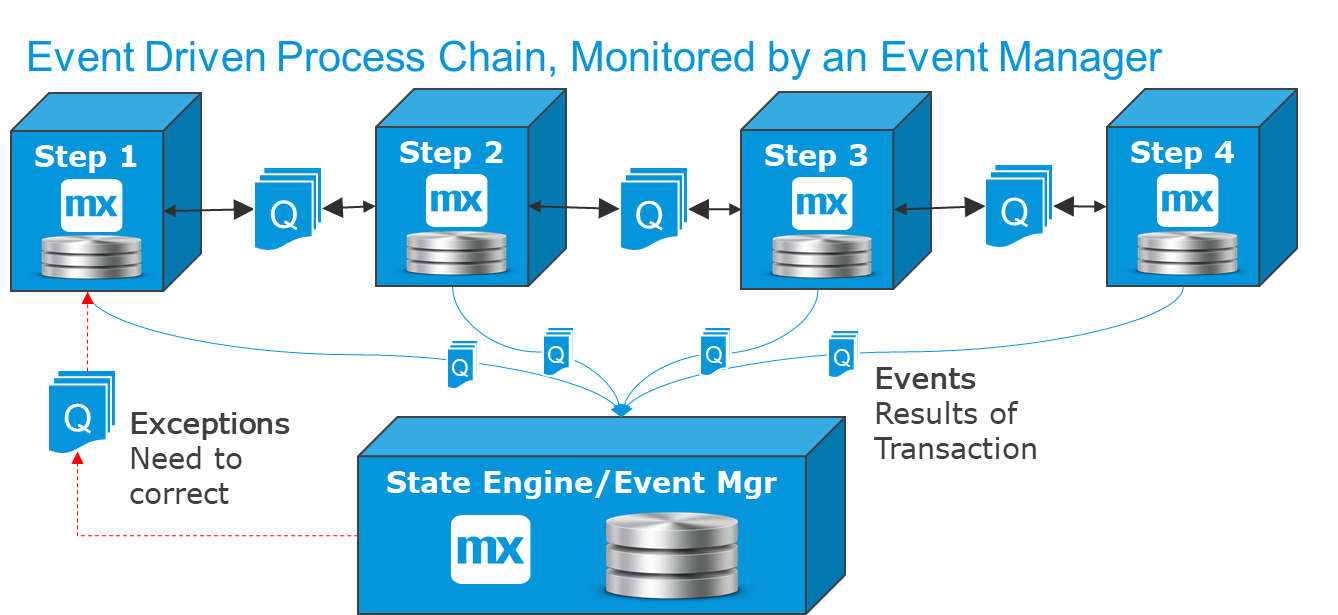 Event Driven Process Chain, Monitored by an Event Manager
Step 1
mx
Q
Step 2
mx
Q
Step 3
mx
Q
Step 4
mx
Q
Q
Q
Q
Events
Results of
Transaction
Q
Exceptions
Need to
correct
State Engine/Event Mgr
mx